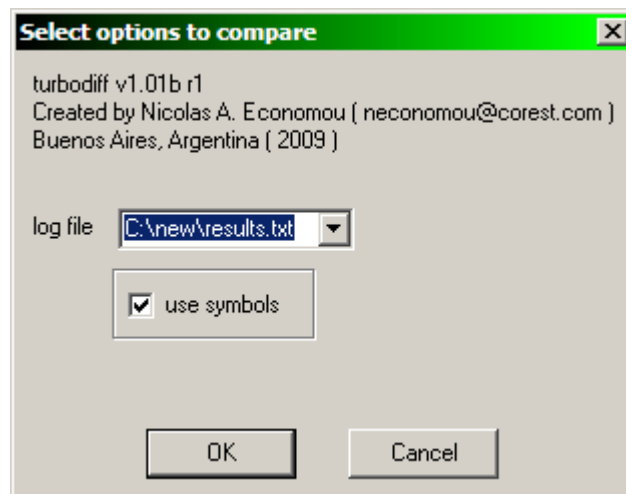 Select options to compare
turbodiff v1.01b r1
Created by Nicolas A. Economou ( neconomou@corest.com )
Buenos Aires, Argentina ( 2009 )
log file C:\new\results.txt
use symbols
OK Cancel